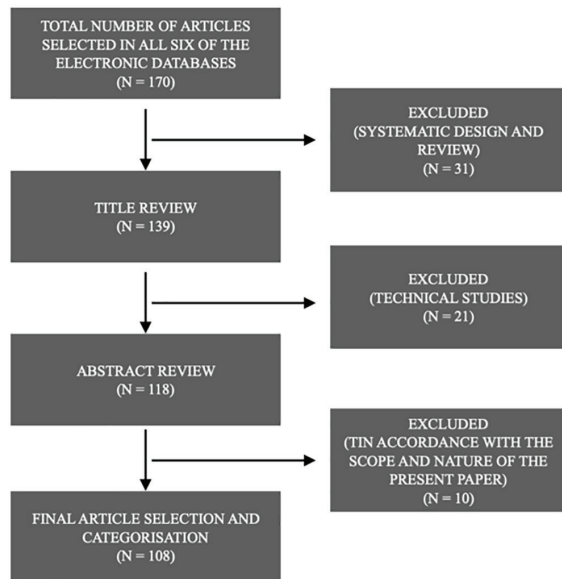 TOTAL NUMBER OF ARTICLES
SELECTED IN ALL SIX OF THE
ELECTRONIC DATABASES
(N = 170)
EXCLUDED
(SYSTEMATIC DESIGN AND
REVIEW)
(N = 31)
TITLE REVIEW
(N = 139)
EXCLUDED
(TECHNICAL STUDIES)
(N = 21)
ABSTRACT REVIEW
(N = 118)
EXCLUDED
(TIN ACCORDANCE WITH THE
SCOPE AND NATURE OF THE
PRESENT PAPER)
(N = 10)
FINAL ARTICLE SELECTION AND
CATEGORISATION
(N = 108)